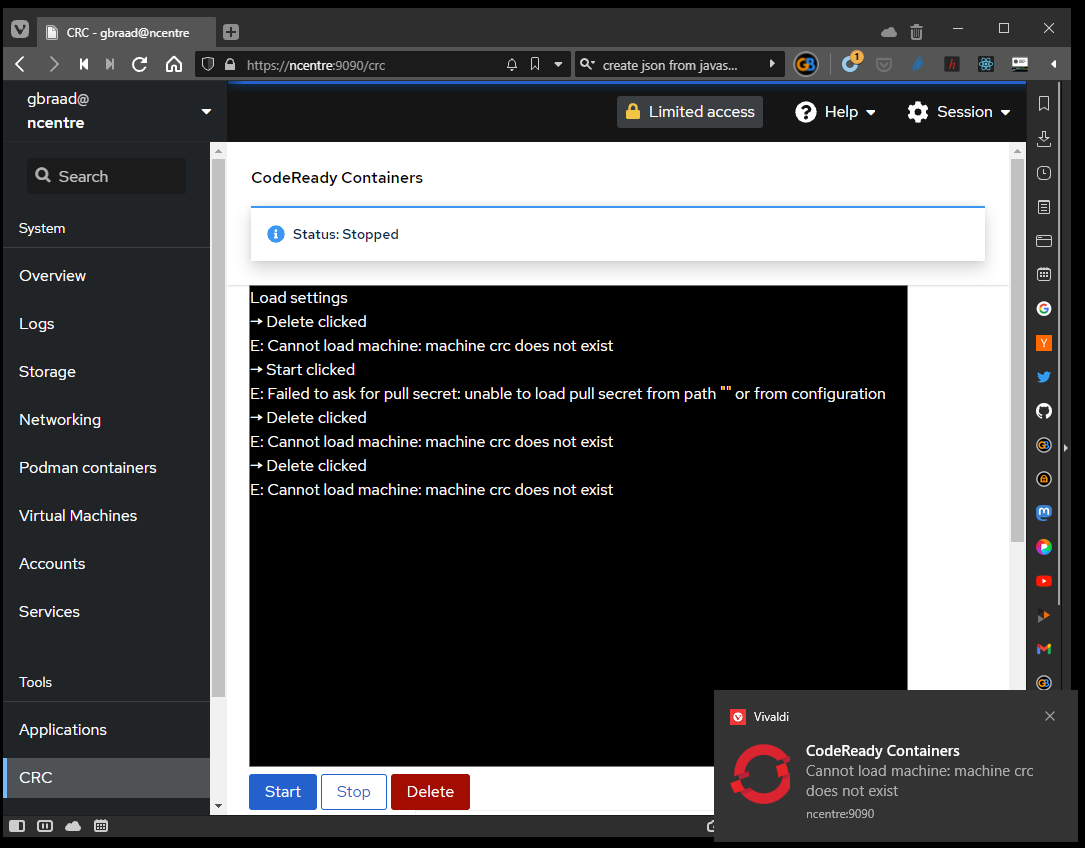 CRC - gbraad@ncentre
https://ncentre:9090/crc
create json from javas...
GB
1
gbraad@
ncentre
Limited access
Help
Session
Search
System
Overview
Logs
Storage
Networking
Podman containers
Virtual Machines
Accounts
Services
Tools
Applications
CRC
CodeReady Containers
Status: Stopped
Load settings
→ Delete clicked
E: Cannot load machine: machine crc does not exist
→ Start clicked
E: Failed to ask for pull secret: unable to load pull secret from path "" or from configuration
→ Delete clicked
E: Cannot load machine: machine crc does not exist
→ Delete clicked
E: Cannot load machine: machine crc does not exist
Start
Stop
Delete
Vivaldi
CodeReady Containers
Cannot load machine: machine crc
does not exist
ncentre:9090